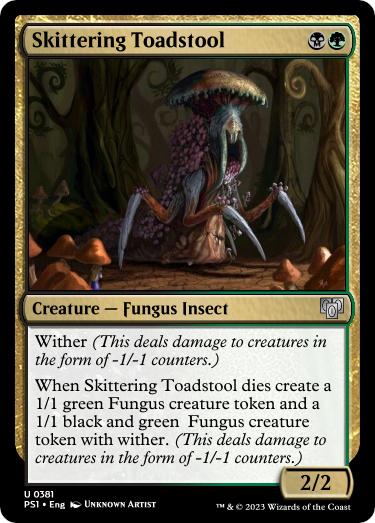 Skittering Toadstool
Creature — Fungus Insect
Wither (This deals damage to creatures in
the form of -1/-1 counters.)
When Skittering Toadstool dies create a
1/1 green Fungus creature token and a
1/1 black and green  Fungus creature
token with wither. (This deals damage to
creatures in the form of -1/-1 counters.)
2/2
U 0381
PS1 • Eng Unknown Artist
™ & © 2023 Wizards of the Coast